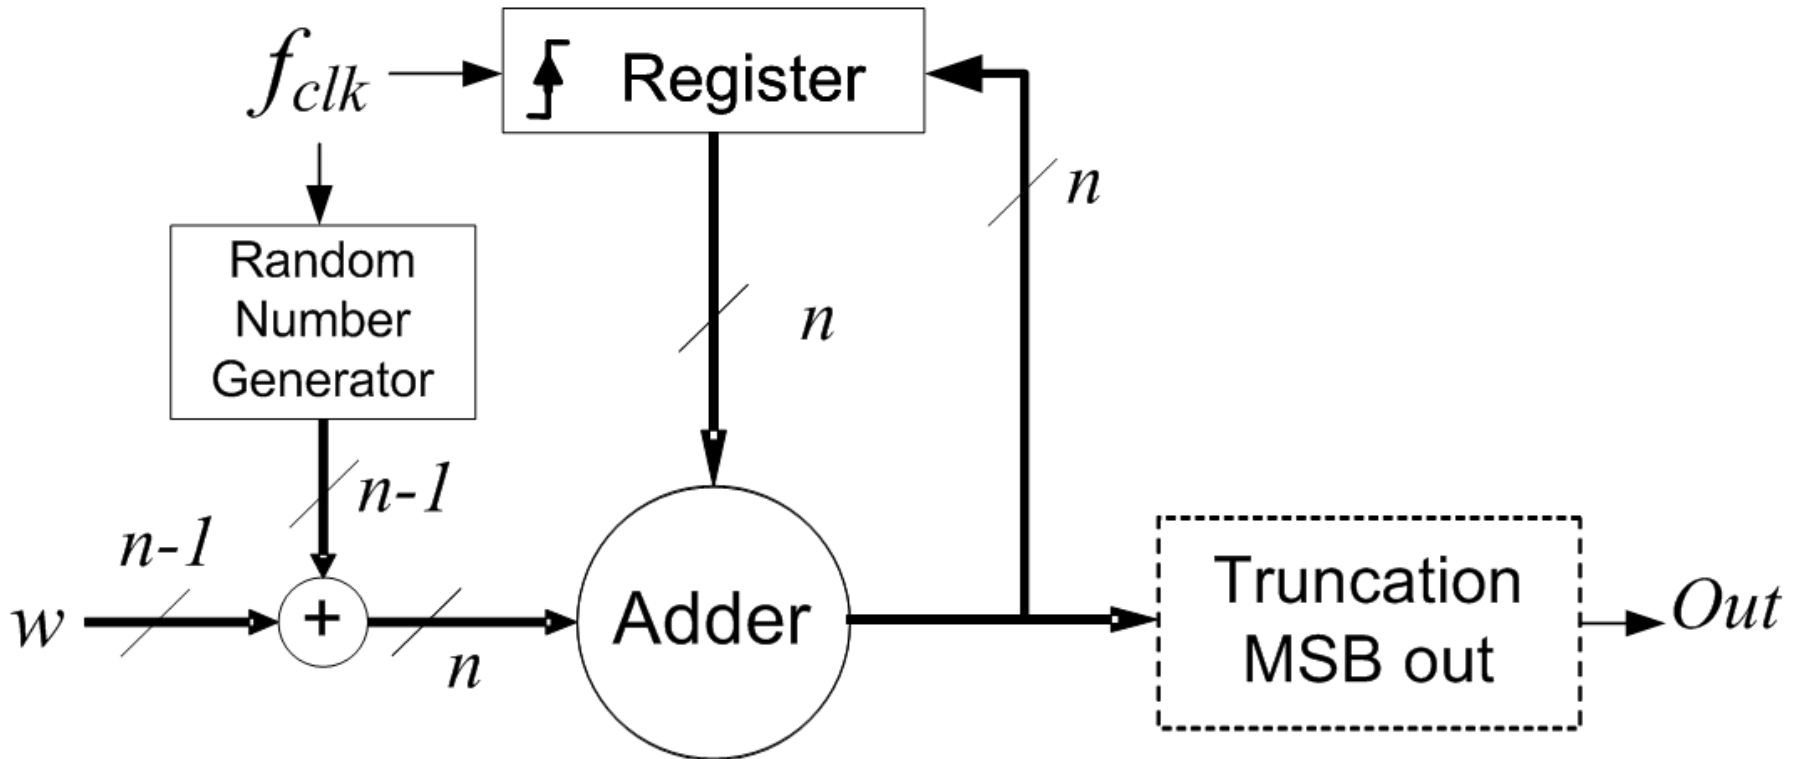 f_clk
Register
n
Random
Number
Generator
n
n-1
n-1
w
+
n
Adder
Truncation
MSB out
Out